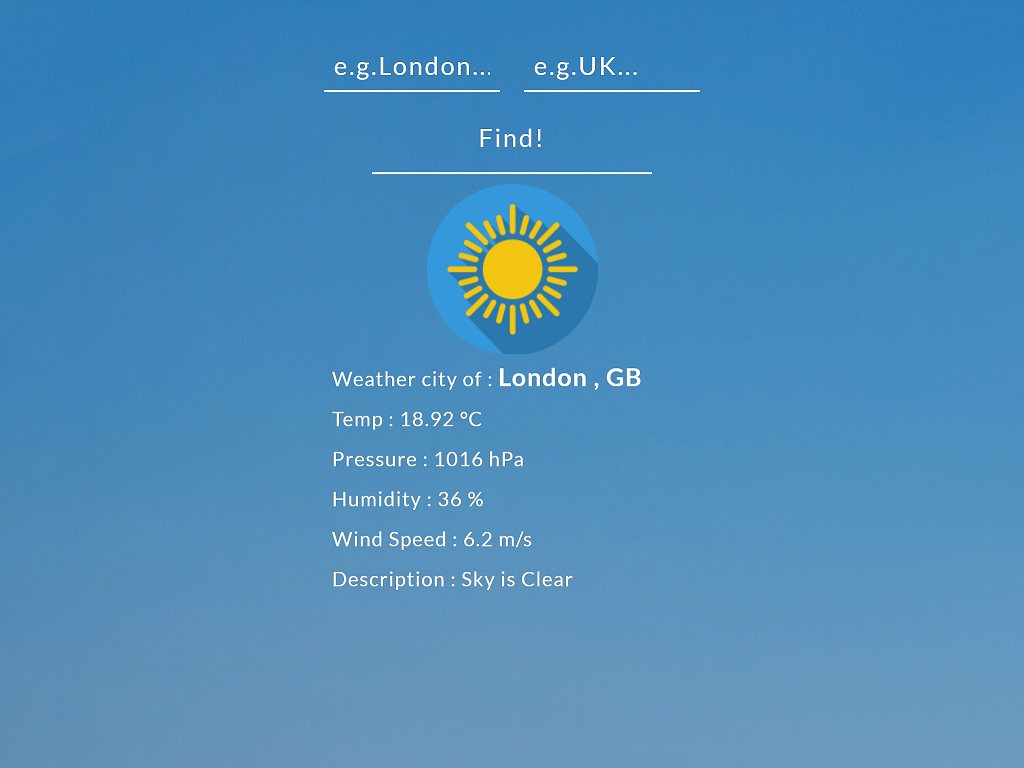 e.g.London... e.g.UK...
Find!
Weather city of : London , GB
Temp : 18.92 °C
Pressure : 1016 hPa
Humidity : 36 %
Wind Speed : 6.2 m/s
Description : Sky is Clear